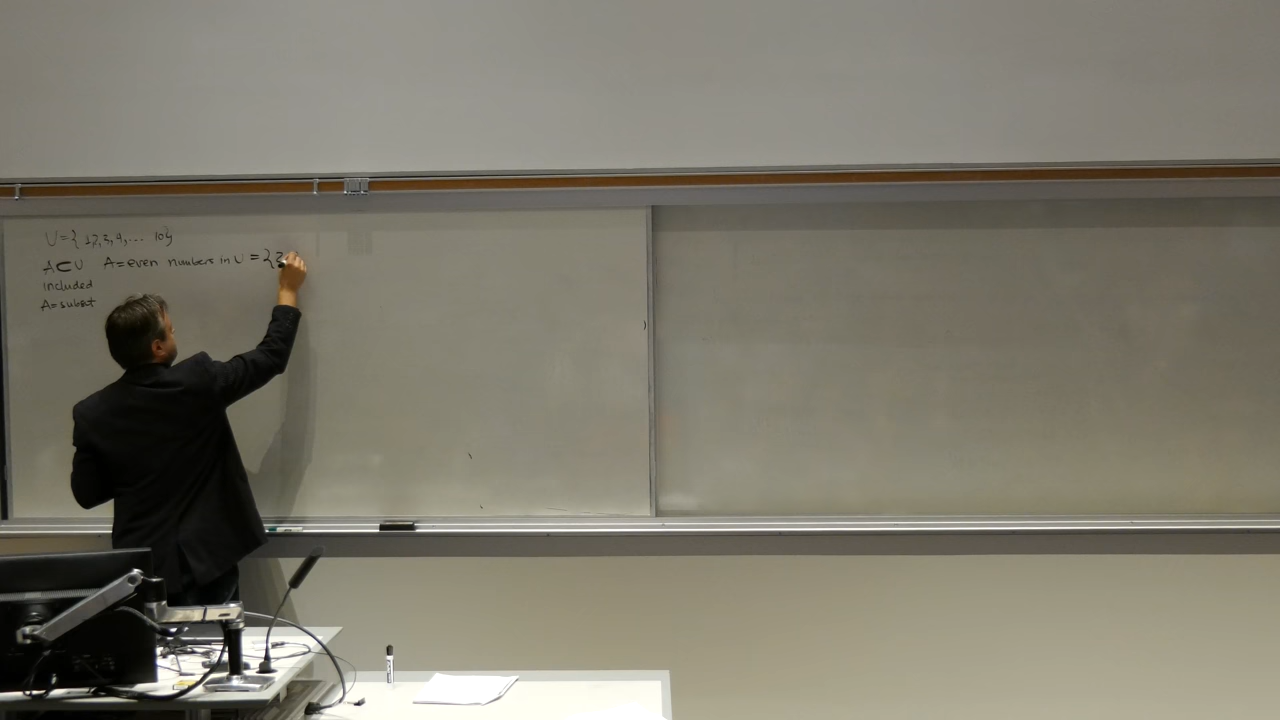 U={1,2,3,4,... 10}
A⊂U A=even numbers in U = {2
included
A=subset